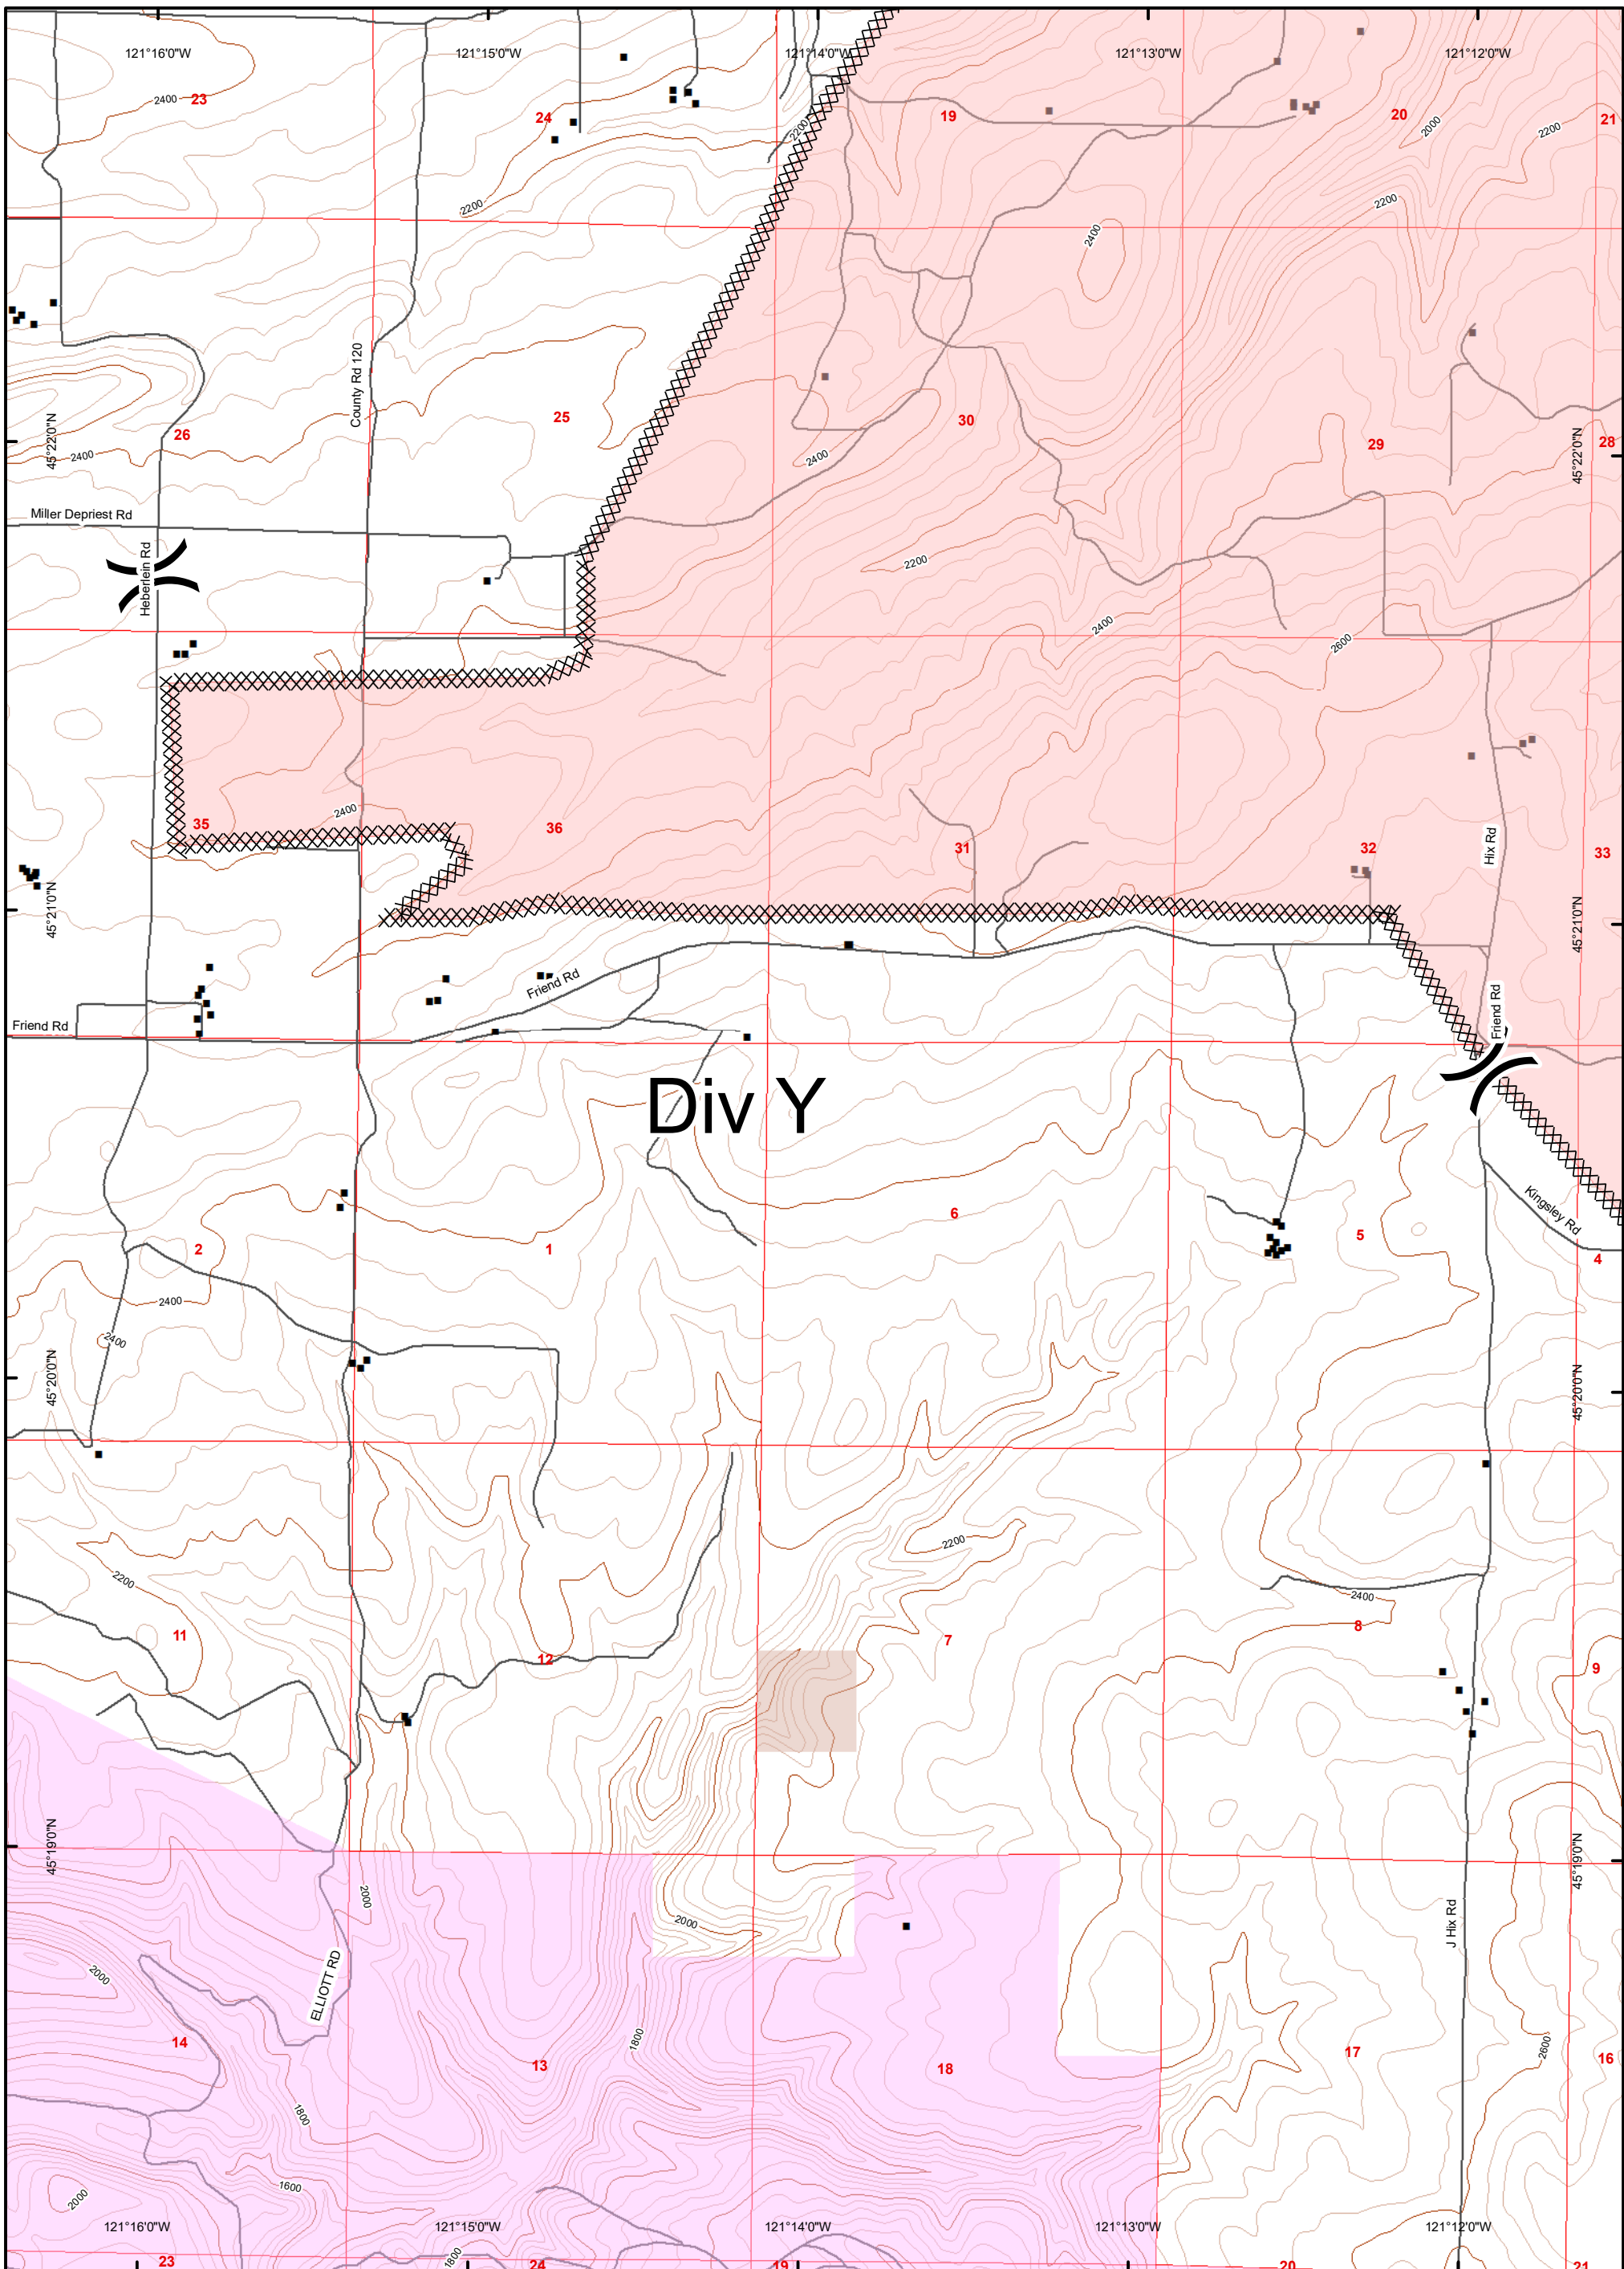 121°16'0"W
121°15'0"W
121°14'0"W
121°13'0"W
121°12'0"W
2400
23
24
19
20
21
2200
2000
2200
2200
2200
2400
County Rd 120
45°22'0"N
26
2400
25
30
2400
29
28
45°22'0"N
Miller Depriest Rd
Heberlein Rd
2200
2400
2600
35
2400
36
31
32
Hix Rd
33
45°21'0"N
45°21'0"N
Friend Rd
Friend Rd
Friend Rd
Div Y
2
1
6
5
Kingsley Rd
4
2400
2400
45°20'0"N
45°20'0"N
2200
2200
2400
11
12
7
8
9
45°19'0"N
45°19'0"N
2000
2000
J Hix Rd
2000
ELLIOTT RD
14
13
1800
18
17
2600
16
1800
1600
2000
121°16'0"W
121°15'0"W
121°14'0"W
121°13'0"W
121°12'0"W
23
1800
24
19
20
21